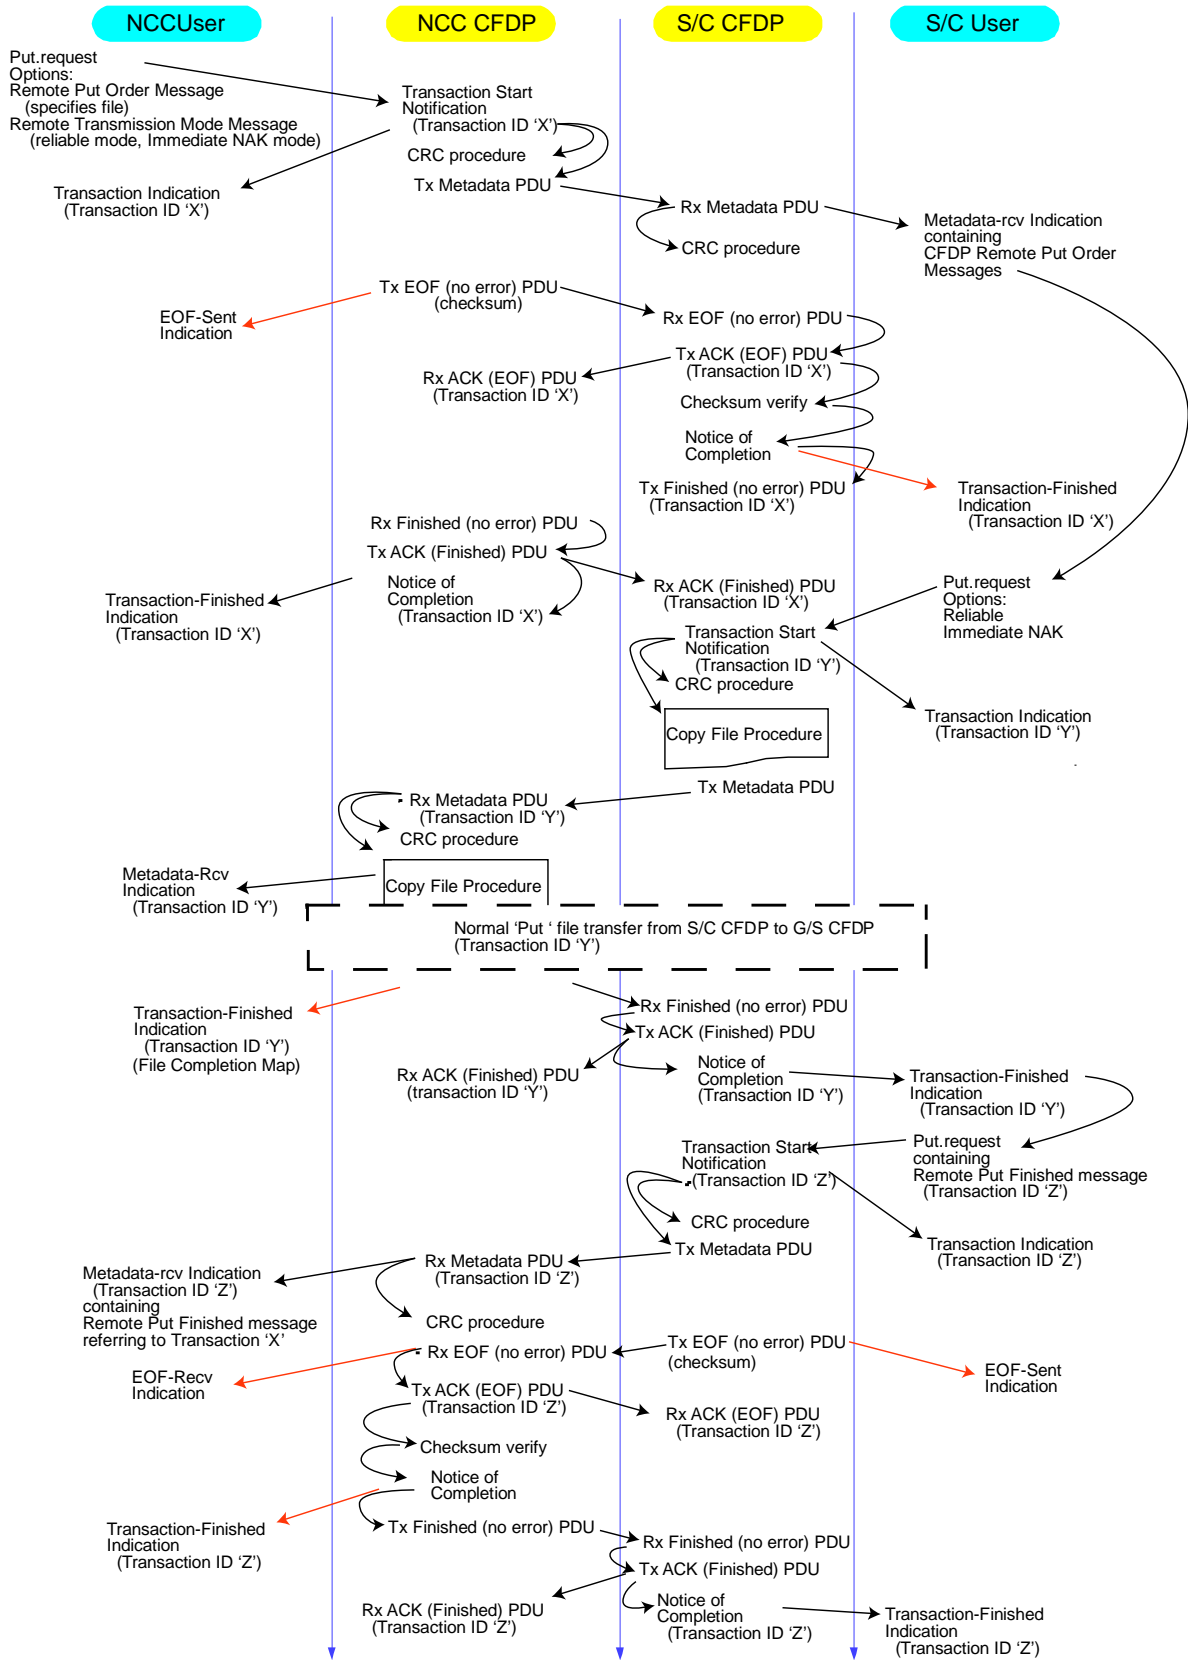 NCCUser
NCC CFDP
S/C CFDP
S/C User
Put.request
Options:
Remote Put Order Message
(specifies file)
Remote Transmission Mode Message
(reliable mode, Immediate NAK mode)
Transaction Start
Notification
(Transaction ID ‘X’)
CRC procedure
Tx Metadata PDU
Transaction Indication
(Transaction ID ‘X’)
Rx Metadata PDU
CRC procedure
Metadata-rcv Indication
containing
CFDP Remote Put Order
Messages
Tx EOF (no error) PDU
(checksum)
EOF-Sent
Indication
Rx EOF (no error) PDU
Tx ACK (EOF) PDU
(Transaction ID ‘X’)
Rx ACK (EOF) PDU
(Transaction ID ‘X’)
Checksum verify
Notice of
Completion
Tx Finished (no error) PDU
(Transaction ID ‘X’)
Transaction-Finished
Indication
(Transaction ID ‘X’)
Rx Finished (no error) PDU
Tx ACK (Finished) PDU
Notice of
Completion
(Transaction ID ‘X’)
Transaction-Finished
Indication
(Transaction ID ‘X’)
Rx ACK (Finished) PDU
(Transaction ID ‘X’)
Put.request
Options:
Reliable
Immediate NAK
Transaction Start
Notification
(Transaction ID ‘Y’)
CRC procedure
Copy File Procedure
Transaction Indication
(Transaction ID ‘Y’)
Tx Metadata PDU
Rx Metadata PDU
(Transaction ID ‘Y’)
CRC procedure
Metadata-Rcv
Indication
(Transaction ID ‘Y’)
Copy File Procedure
Normal ‘Put ‘ file transfer from S/C CFDP to G/S CFDP
(Transaction ID ‘Y’)
Transaction-Finished
Indication
(Transaction ID ‘Y’)
(File Completion Map)
Rx Finished (no error) PDU
Tx ACK (Finished) PDU
Rx ACK (Finished) PDU
(transaction ID ‘Y’)
Notice of
Completion
(Transaction ID ‘Y’)
Transaction-Finished
Indication
(Transaction ID ‘Y’)
Put.request
containing
Remote Put Finished message
(Transaction ID ‘Z’)
Transaction Start
Notification
(Transaction ID ‘Z’)
CRC procedure
Tx Metadata PDU
Transaction Indication
(Transaction ID ‘Z’)
Rx Metadata PDU
(Transaction ID ‘Z’)
Metadata-rcv Indication
(Transaction ID ‘Z’)
containing
Remote Put Finished message
referring to Transaction ‘X’
CRC procedure
Tx EOF (no error) PDU
(checksum)
Rx EOF (no error) PDU
EOF-Recv
Indication
EOF-Sent
Indication
Tx ACK (EOF) PDU
(Transaction ID ‘Z’)
Rx ACK (EOF) PDU
(Transaction ID ‘Z’)
Checksum verify
Notice of
Completion
Transaction-Finished
Indication
(Transaction ID ‘Z’)
Tx Finished (no error) PDU
Rx Finished (no error) PDU
Tx ACK (Finished) PDU
Rx ACK (Finished) PDU
(Transaction ID ‘Z’)
Notice of
Completion
(Transaction ID ‘Z’)
Transaction-Finished
Indication
(Transaction ID ‘Z’)